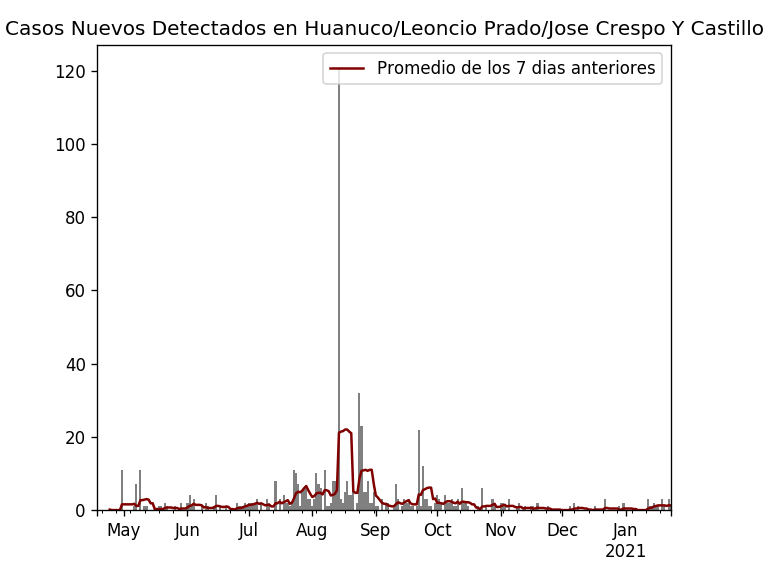 Casos Nuevos Detectados en Huanuco/Leoncio Prado/Jose Crespo Y Castillo
Promedio de los 7 dias anteriores
120
100
80
60
40
20
0
May Jun Jul Aug Sep Oct Nov Dec Jan
2021